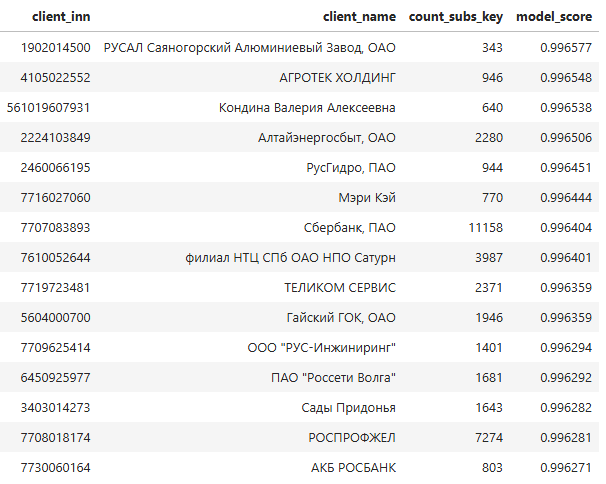 client_inn client_name count_subs_key model_score
1902014500 РУСАЛ Саяногорский Алюминиевый Завод, ОАО 343 0.996577
4105022552 АГРОТЕК ХОЛДИНГ 946 0.996548
561019607931 Кондина Валерия Алексеевна 640 0.996538
2224103849 Алтайэнергосбыт, ОАО 2280 0.996506
2460066195 РусГидро, ПАО 944 0.996451
7716027060 Мэри Кэй 770 0.996444
7707083893 Сбербанк, ПАО 11158 0.996404
7610052644 филиал НТЦ СПб ОАО НПО Сатурн 3987 0.996401
7719723481 ТЕЛИКОМ СЕРВИС 2371 0.996359
5604000700 Гайский ГОК, ОАО 1946 0.996359
7709625414 ООО "РУС-Инжиниринг" 1401 0.996294
6450925977 ПАО "Россети Волга" 1681 0.996292
3403014273 Сады Придонья 1643 0.996282
7708018174 РОСПРОФЖЕЛ 7274 0.996281
7730060164 АКБ РОСБАНК 803 0.996271